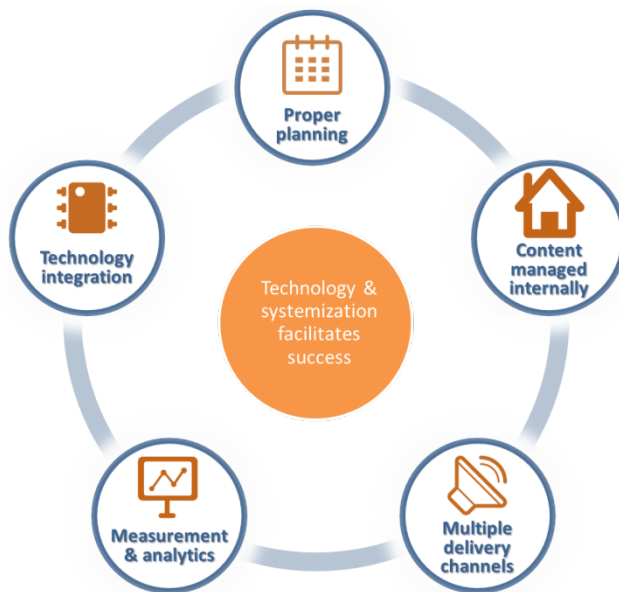 Proper
planning
Content
managed
internally
Multiple
delivery
channels
Measurement
& analytics
Technology
integration
Technology &
systemization
facilitates
success